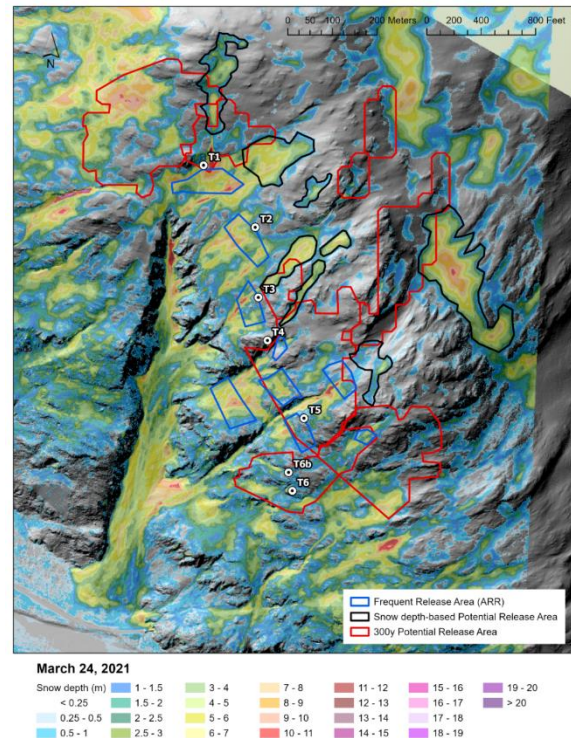 0 50 100 200 Meters 0 200 400 800 Feet
N
T1
T2
T3
T4
T5
T6b
T6
Frequent Release Area (ARR)
Snow depth-based Potential Release Area
300y Potential Release Area
March 24, 2021
Snow depth (m) 1 - 1.5 3 - 4 7 - 8 11 - 12 15 - 16 19 - 20
< 0.25 1.5 - 2 4 - 5 8 - 9 12 - 13 16 - 17 > 20
0.25 - 0.5 2 - 2.5 5 - 6 9 - 10 13 - 14 17 - 18
0.5 - 1 2.5 - 3 6 - 7 10 - 11 14 - 15 18 - 19